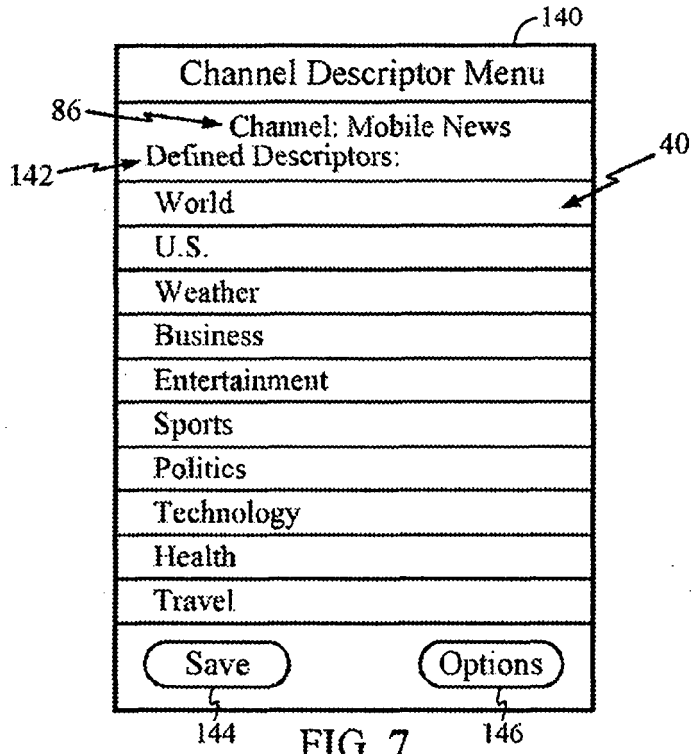 140
Channel Descriptor Menu
86
Channel: Mobile News
142
Defined Descriptors:
40
World
U.S.
Weather
Business
Entertainment
Sports
Politics
Technology
Health
Travel
Save
Options
144
146
FIG. 7